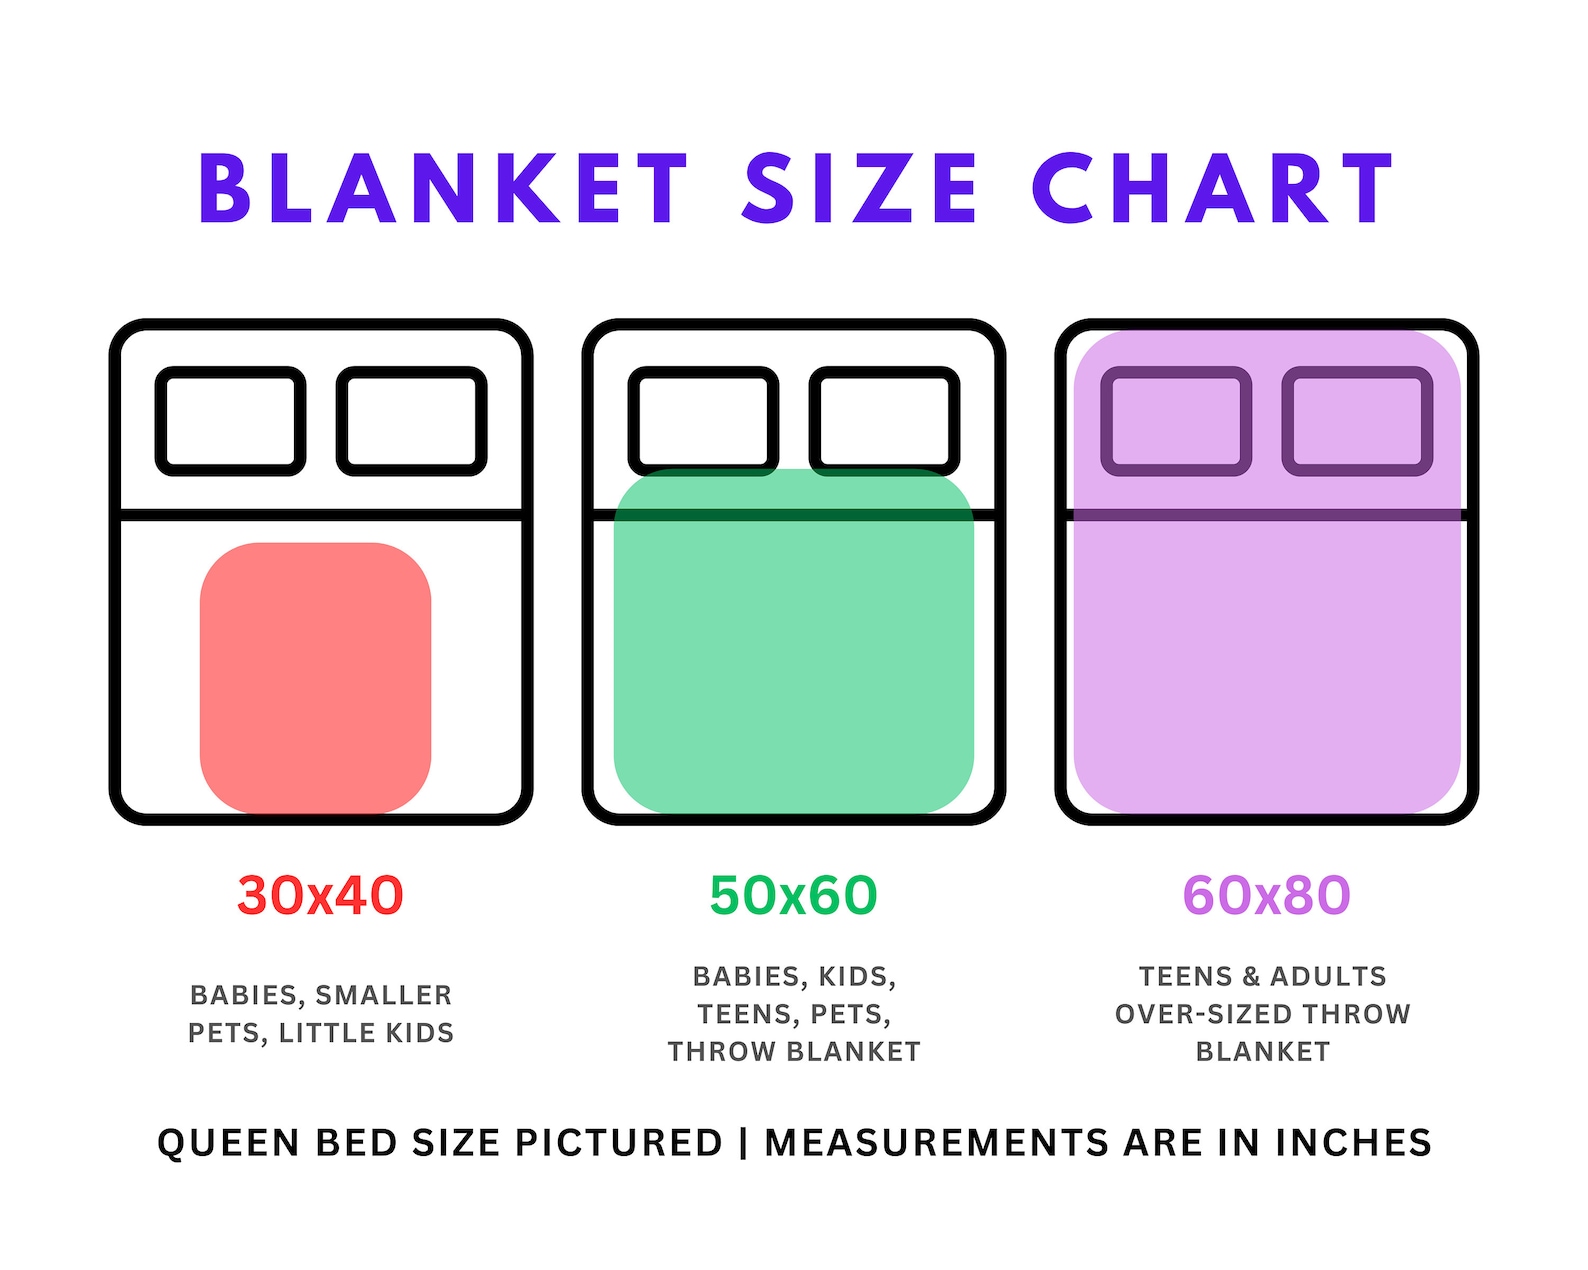 BLANKET SIZE CHART
30x40
BABIES, SMALLER
PETS, LITTLE KIDS
50x60
BABIES, KIDS,
TEENS, PETS,
THROW BLANKET
60x80
TEENS & ADULTS
OVER-SIZED THROW
BLANKET
QUEEN BED SIZE PICTURED | MEASUREMENTS ARE IN INCHES